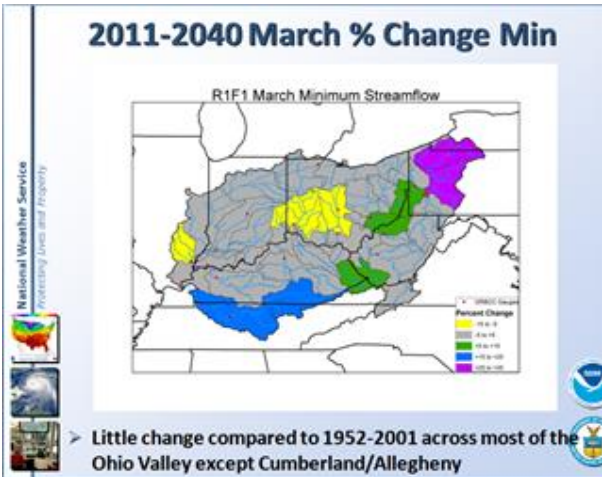 2011-2040 March % Change Min
R1F1 March Minimum Streamflow
National Weather Service
Protecting Lives and Property
Percent Change
➢ Little change compared to 1952-2001 across most of the
Ohio Valley except Cumberland/Allegheny